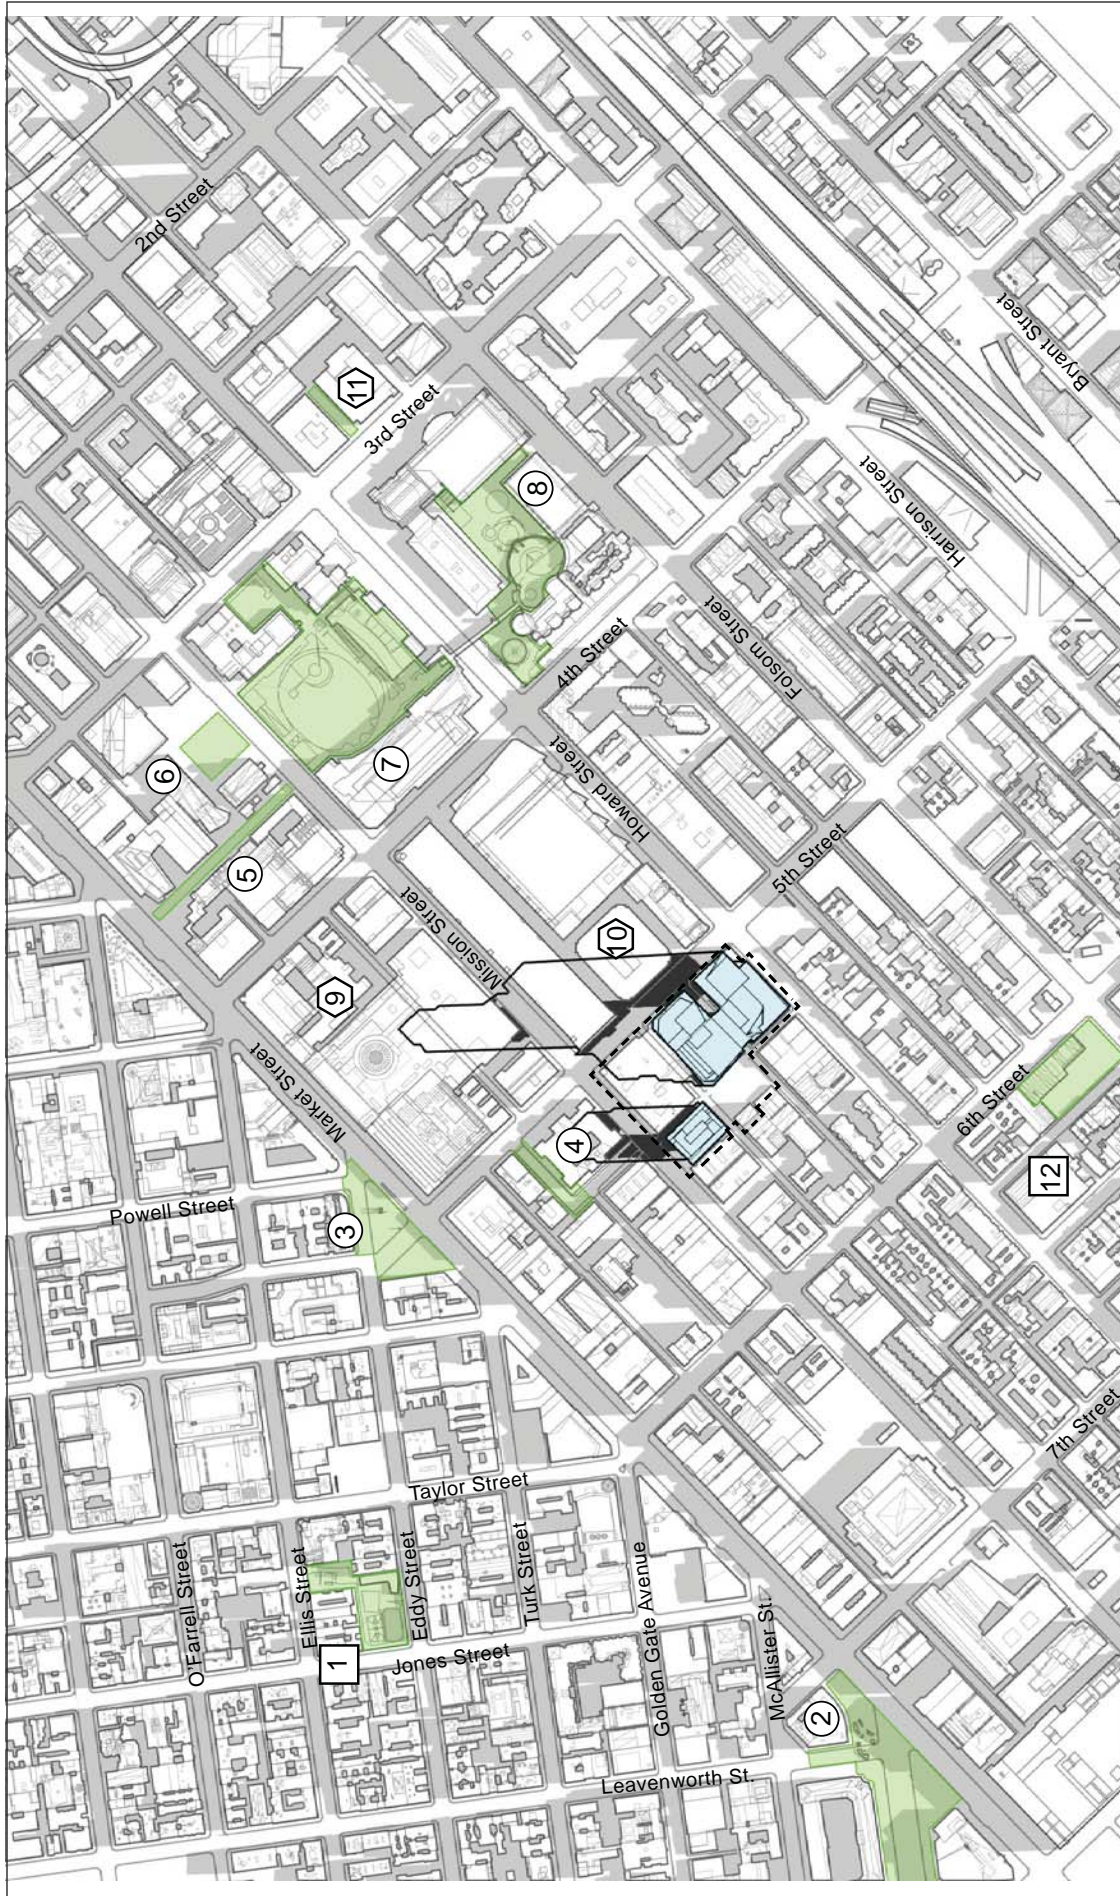 2nd Street
11
3rd Street
8
Bryant Street
Harrison Street
6
7
4th Street
Folsom Street
5
Howard Street
5th Street
Mission Street
10
9
Market Street
4
6th Street
12
Powell Street
3
7th Street
Taylor Street
O'Farrell Street
Ellis Street
Eddy Street
Turk Street
1
Jones Street
Golden Gate Avenue
McAllister St.
2
Leavenworth St.